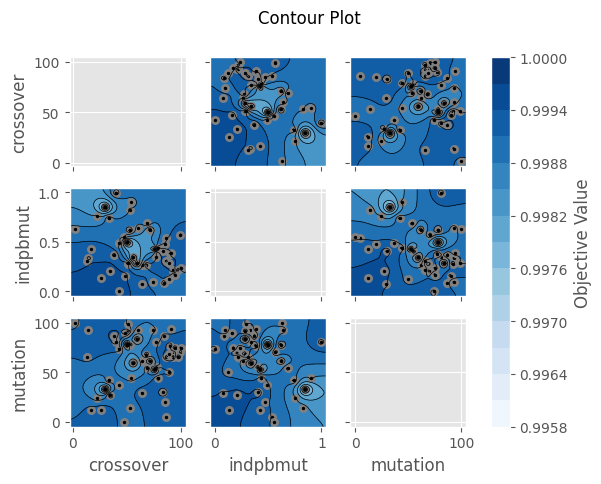 Contour Plot
crossover
100
50
0
indpbmut
1.0
0.5
0.0
mutation
100
50
0
0
100
crossover
0
1
indpbmut
0
100
mutation
1.0000
0.9994
0.9988
0.9982
0.9976
0.9970
0.9964
0.9958
Objective Value